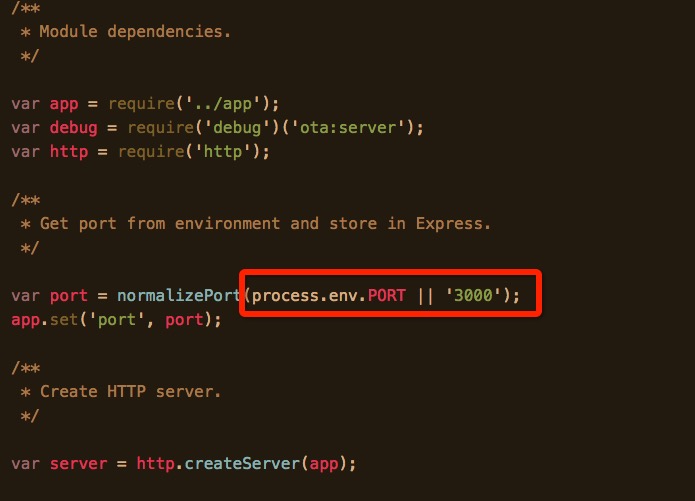 /**
 * Module dependencies.
 */
var app = require('../app');
var debug = require('debug')('ota:server');
var http = require('http');
/**
 * Get port from environment and store in Express.
 */
var port = normalizePort(process.env.PORT || '3000');
app.set('port', port);
/**
 * Create HTTP server.
 */
var server = http.createServer(app);